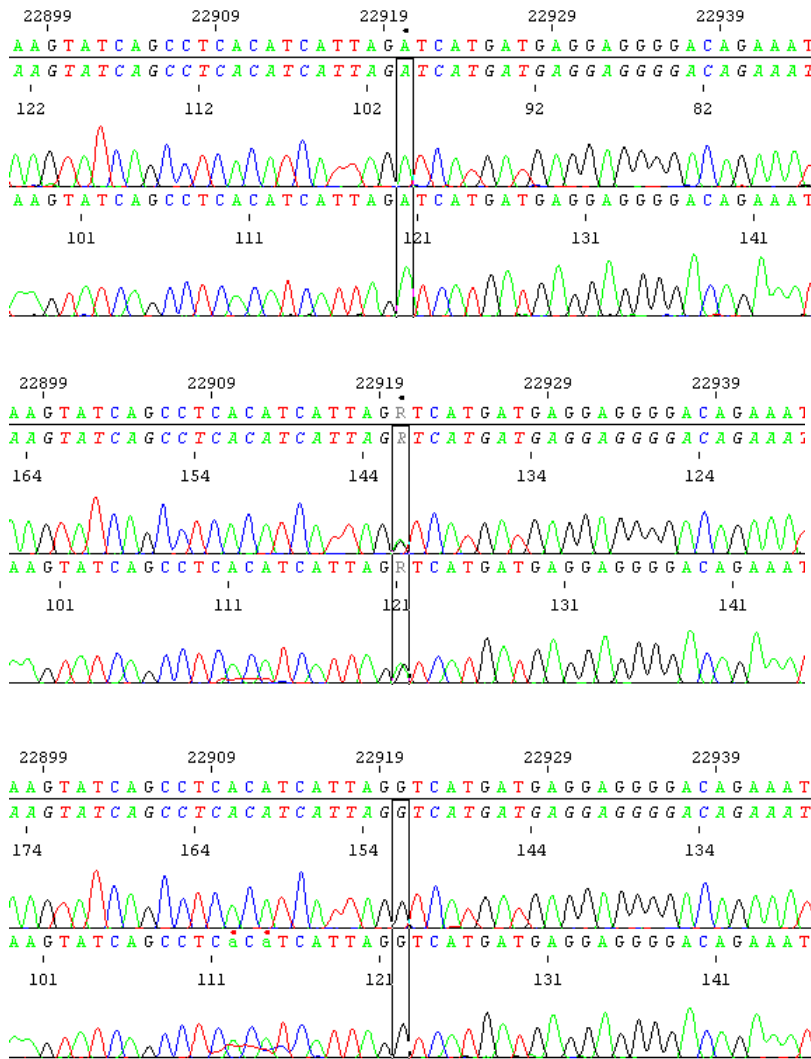 22899 22909 22919 22929 22939
AAGTATCAGCCTCACATCATTAGATCATGATGAGGAGGGGACAGAAAT
AAGTATCAGCCTCACATCATTAGATCATGATGAGGAGGGGACAGAAAT
122 112 102 92 82
AAGTATCAGCCTCACATCATTAGATCATGATGAGGAGGGGACAGAAAT
101 111 121 131 141
22899 22909 22919 22929 22939
AAGTATCAGCCTCACATCATTAGRTCATGATGAGGAGGGGACAGAAAT
AAGTATCAGCCTCACATCATTAGRTCATGATGAGGAGGGGACAGAAAT
164 154 144 134 124
AAGTATCAGCCTCACATCATTAGRTCATGATGAGGAGGGGACAGAAAT
101 111 121 131 141
22899 22909 22919 22929 22939
AAGTATCAGCCTCACATCATTAGGTCATGATGAGGAGGGGACAGAAAT
AAGTATCAGCCTCACATCATTAGGTCATGATGAGGAGGGGACAGAAAT
174 164 154 144 134
AAGTATCAGCCTCaCaTCATTAGGTCATGATGAGGAGGGGACAGAAAT
101 111 121 131 141